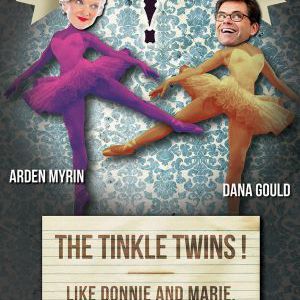 !
ARDEN MYRIN
DANA GOULD
THE TINKLE TWINS !
LIKE DONNIE AND MARIE